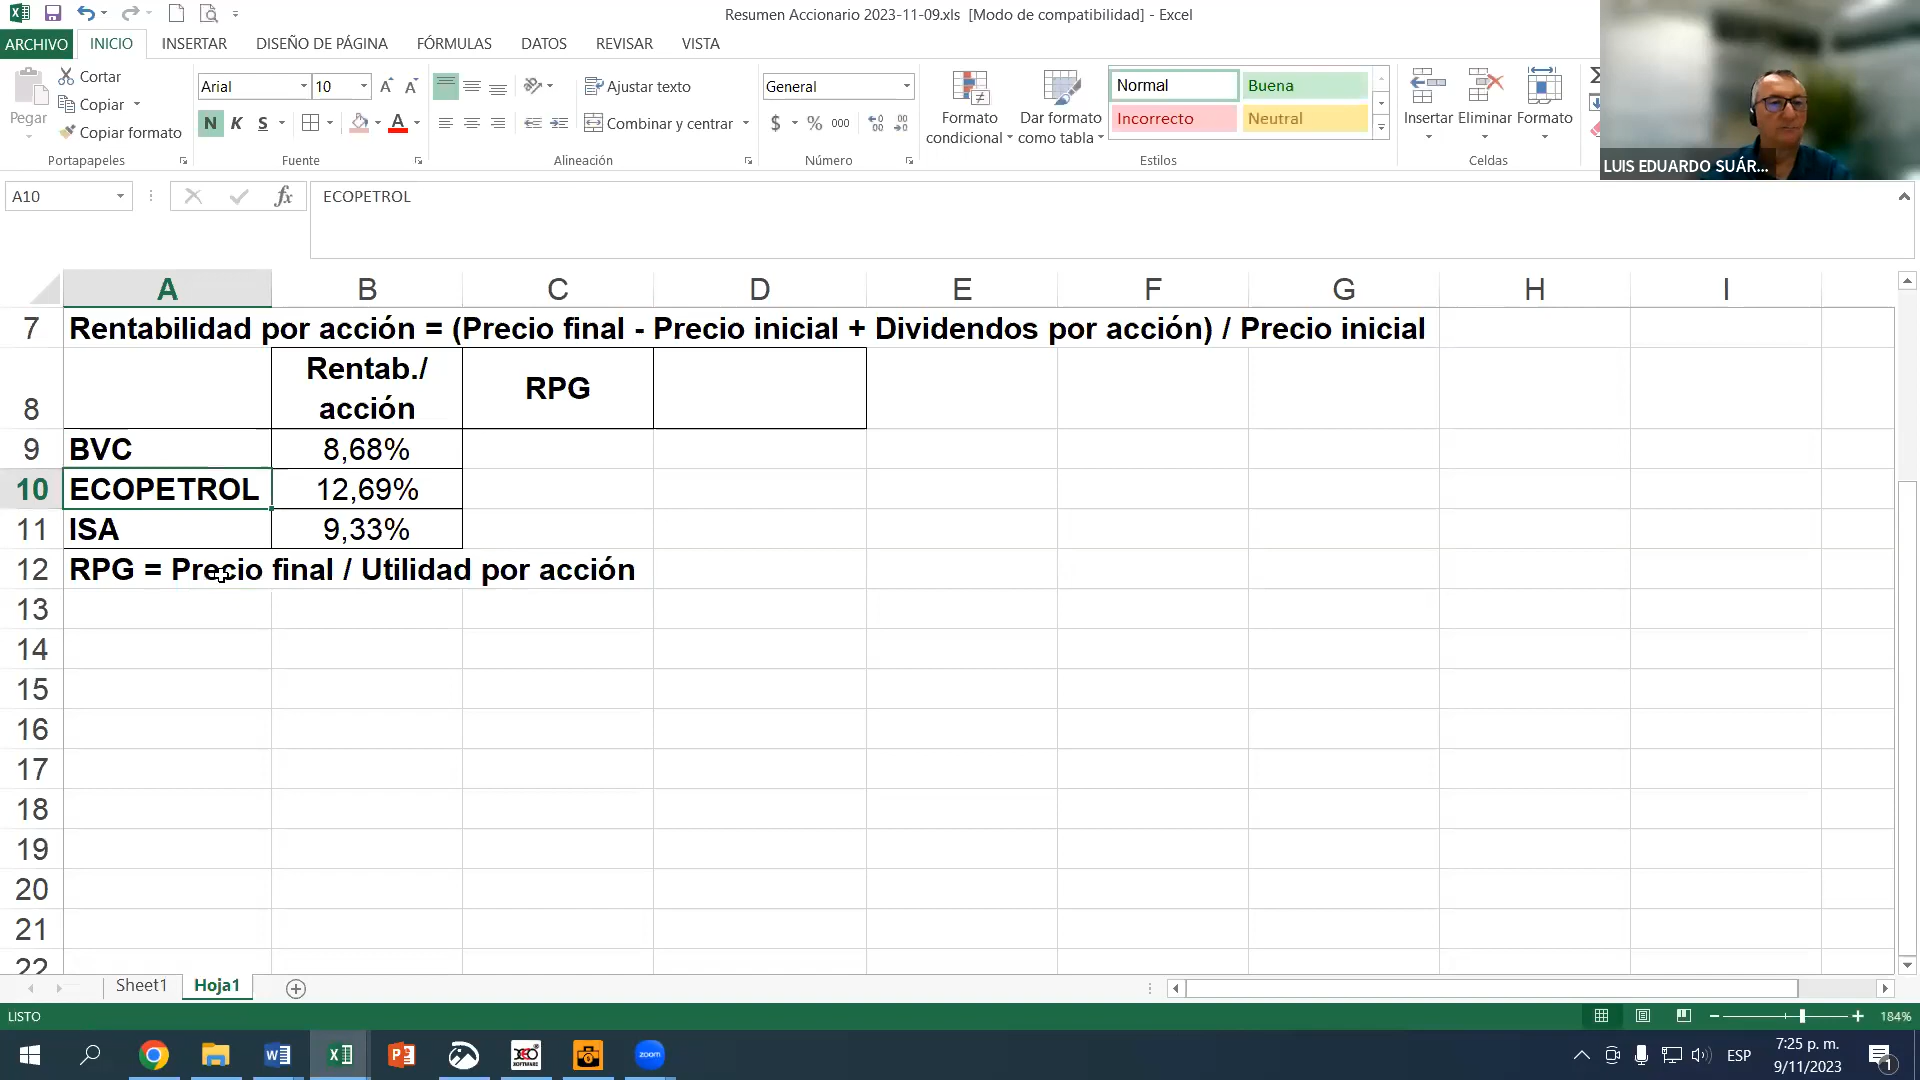 Resumen Accionario 2023-11-09.xls [Modo de compatibilidad] - Excel
ARCHIVO INICIO INSERTAR DISEÑO DE PÁGINA FÓRMULAS DATOS REVISAR VISTA
Pegar
Cortar
Copiar
Copiar formato
Portapapeles
Arial 10
N K S
Fuente
Ajustar texto
Combinar y centrar
Alineación
General
$ % 000
Número
Formato condicional
Dar formato como tabla
Normal Buena
Incorrecto Neutral
Estilos
Insertar Eliminar Formato
Celdas
LUIS EDUARDO SUÁR...
A10 fx ECOPETROL
A B C D E F G H I
7 Rentabilidad por acción = (Precio final - Precio inicial + Dividendos por acción) / Precio inicial
8 Rentab./ acción RPG
9 BVC 8,68%
10 ECOPETROL 12,69%
11 ISA 9,33%
12 RPG = Precio final / Utilidad por acción
13
14
15
16
17
18
19
20
21
22
Sheet1 Hoja1
LISTO 184%
zoom
ESP
7:25 p. m.
9/11/2023
1